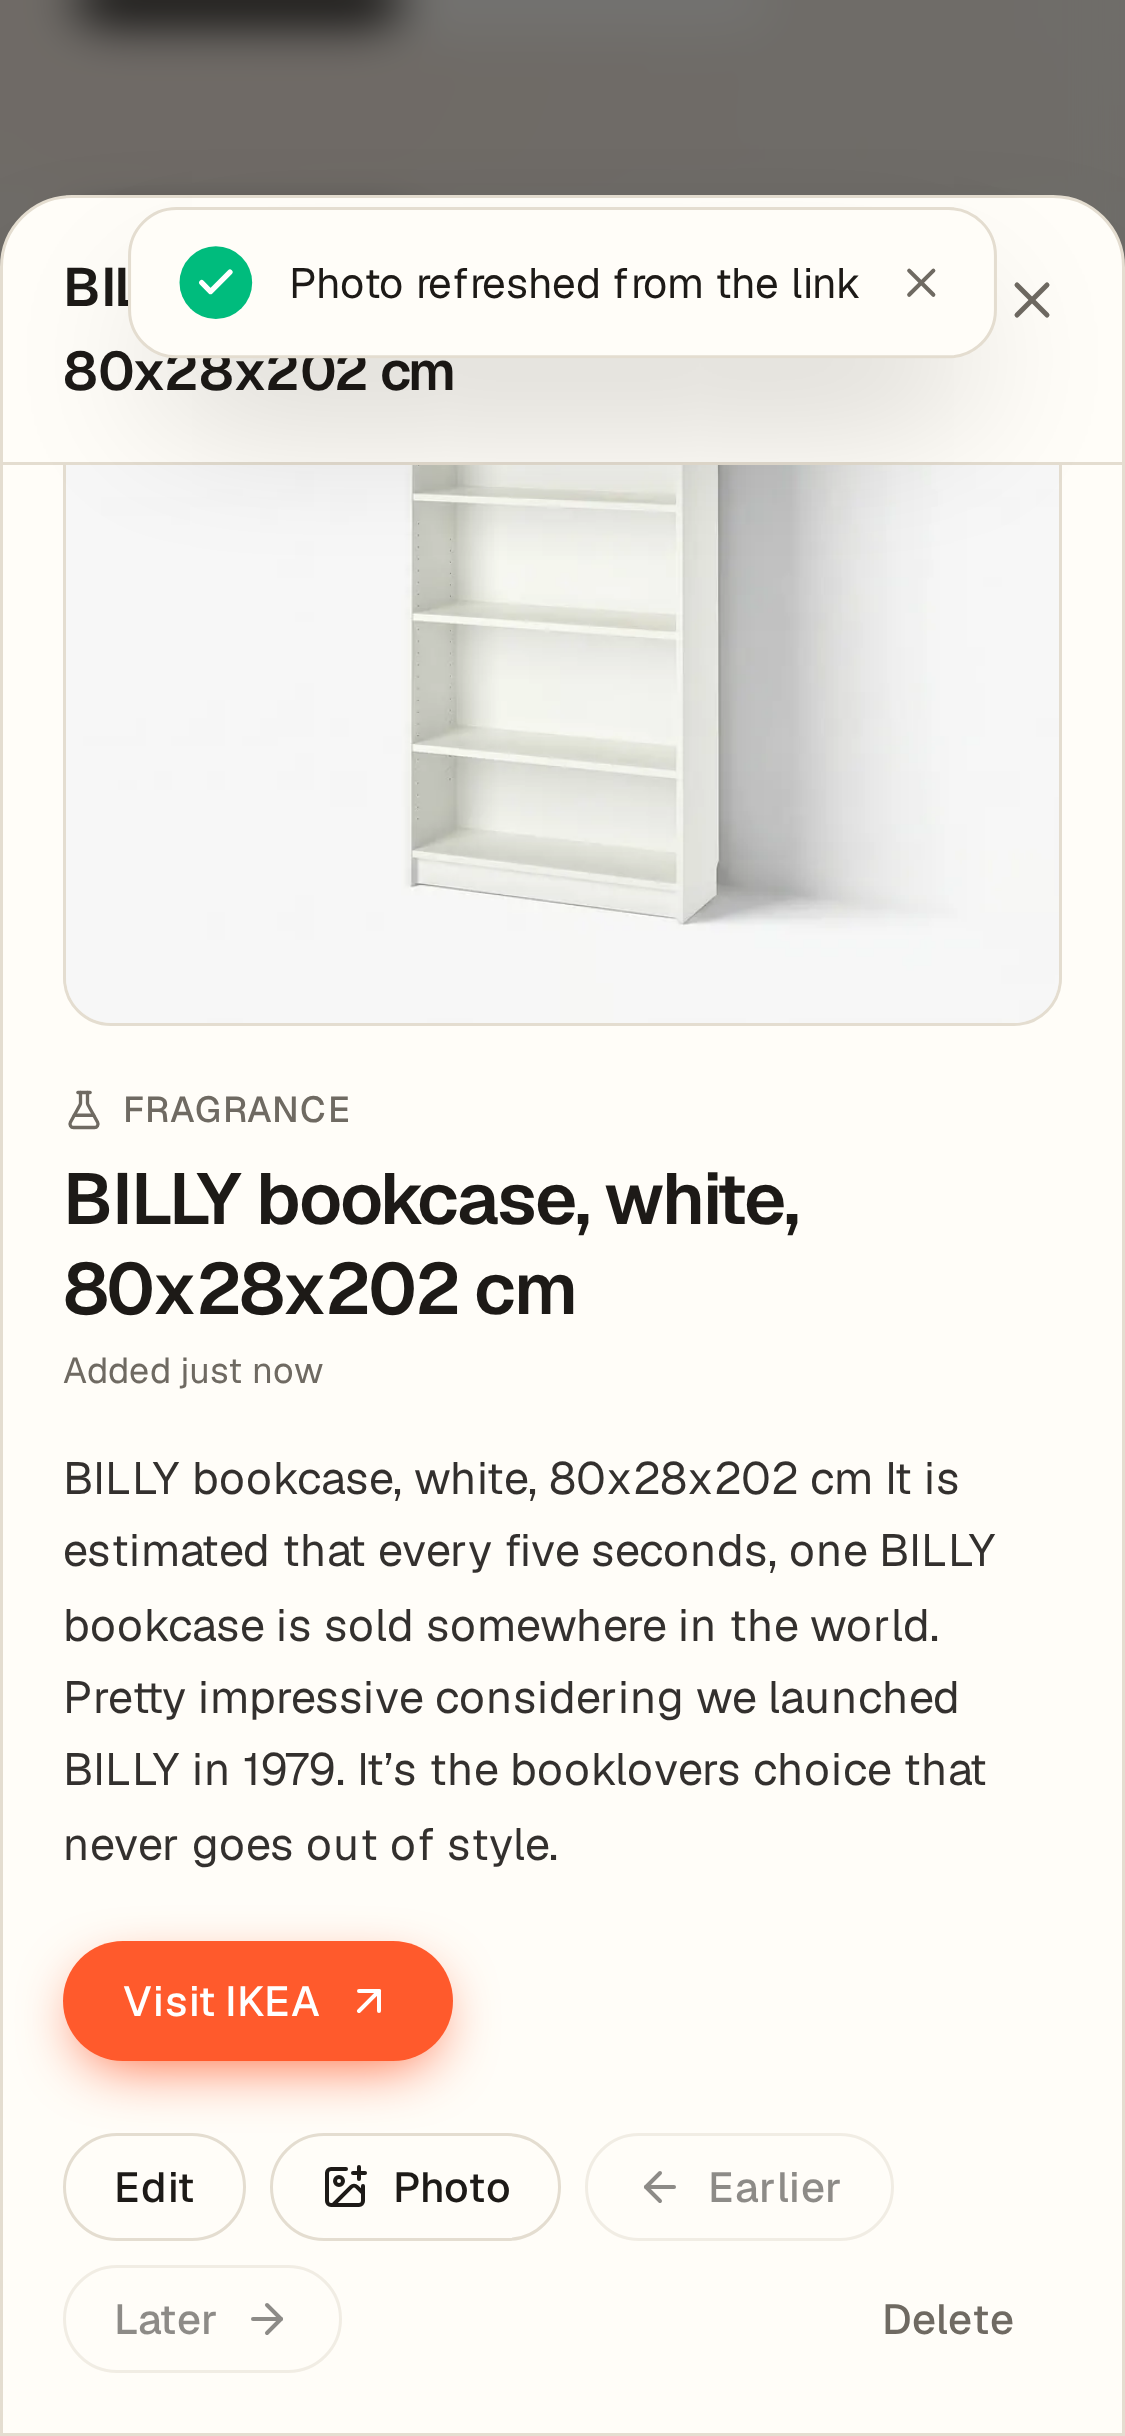 Photo refreshed from the link
80x28x202 cm
FRAGRANCE
BILLY bookcase, white,
80x28x202 cm
Added just now
BILLY bookcase, white, 80x28x202 cm It is
estimated that every five seconds, one BILLY
bookcase is sold somewhere in the world.
Pretty impressive considering we launched
BILLY in 1979. It’s the booklovers choice that
never goes out of style.
Visit IKEA
Edit
Photo
Earlier
Later
Delete